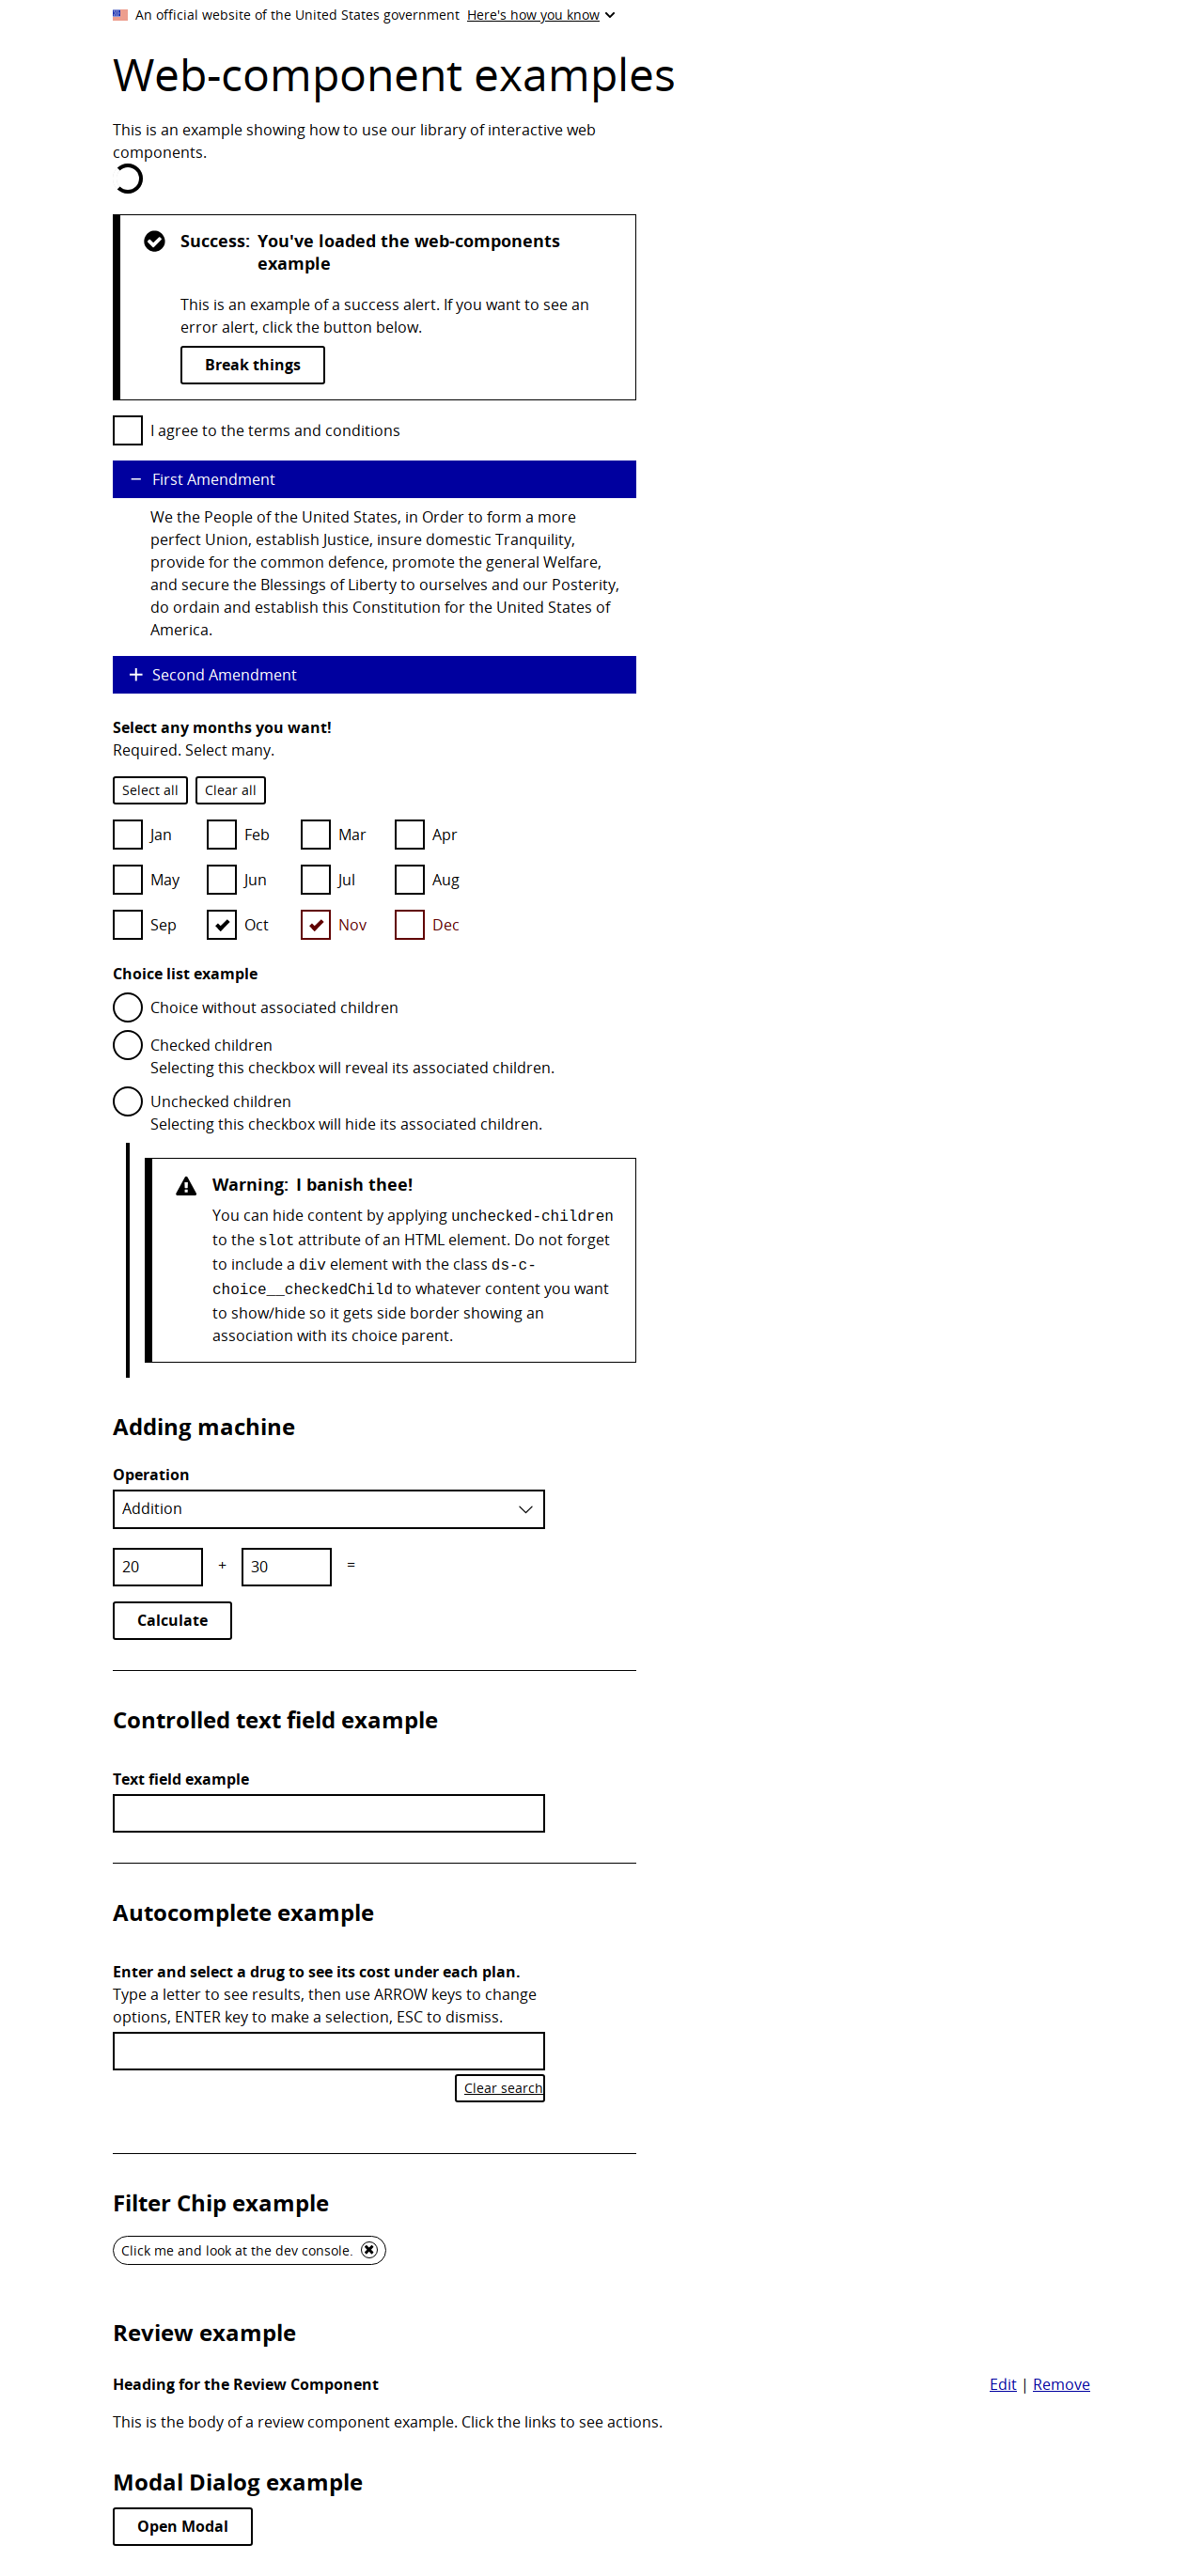 An official website of the United States government Here's how you know
Web-component examples
This is an example showing how to use our library of interactive web
components.
Success: You've loaded the web-components
example
This is an example of a success alert. If you want to see an
error alert, click the button below.
Break things
I agree to the terms and conditions
First Amendment
We the People of the United States, in Order to form a more
perfect Union, establish Justice, insure domestic Tranquility,
provide for the common defence, promote the general Welfare,
and secure the Blessings of Liberty to ourselves and our Posterity,
do ordain and establish this Constitution for the United States of
America.
Second Amendment
Select any months you want!
Required. Select many.
Select all Clear all
Jan Feb Mar Apr
May Jun Jul Aug
Sep Oct Nov Dec
Choice list example
Choice without associated children
Checked children
Selecting this checkbox will reveal its associated children.
Unchecked children
Selecting this checkbox will hide its associated children.
Warning: I banish thee!
You can hide content by applying unchecked-children
to the slot attribute of an HTML element. Do not forget
to include a div element with the class ds-c-
choice__checkedChild to whatever content you want
to show/hide so it gets side border showing an
association with its choice parent.
Adding machine
Operation
Addition
20 + 30 =
Calculate
Controlled text field example
Text field example
Autocomplete example
Enter and select a drug to see its cost under each plan.
Type a letter to see results, then use ARROW keys to change
options, ENTER key to make a selection, ESC to dismiss.
Clear search
Filter Chip example
Click me and look at the dev console.
Review example
Heading for the Review Component Edit | Remove
This is the body of a review component example. Click the links to see actions.
Modal Dialog example
Open Modal